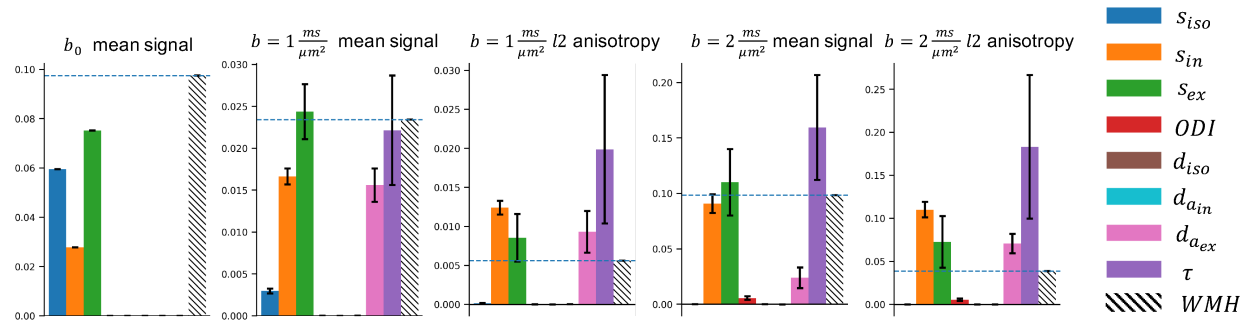 b₀ mean signal
b = 1 ms/μm² mean signal
b = 1 ms/μm² l2 anisotropy
b = 2 ms/μm² mean signal
b = 2 ms/μm² l2 anisotropy
0.10
0.08
0.06
0.04
0.02
0.00
0.030
0.025
0.020
0.015
0.010
0.005
0.000
0.030
0.025
0.020
0.015
0.010
0.005
0.000
0.20
0.15
0.10
0.05
0.00
0.25
0.20
0.15
0.10
0.05
0.00
s_iso
s_in
s_ex
ODI
d_iso
d_a_in
d_a_ex
τ
WMH